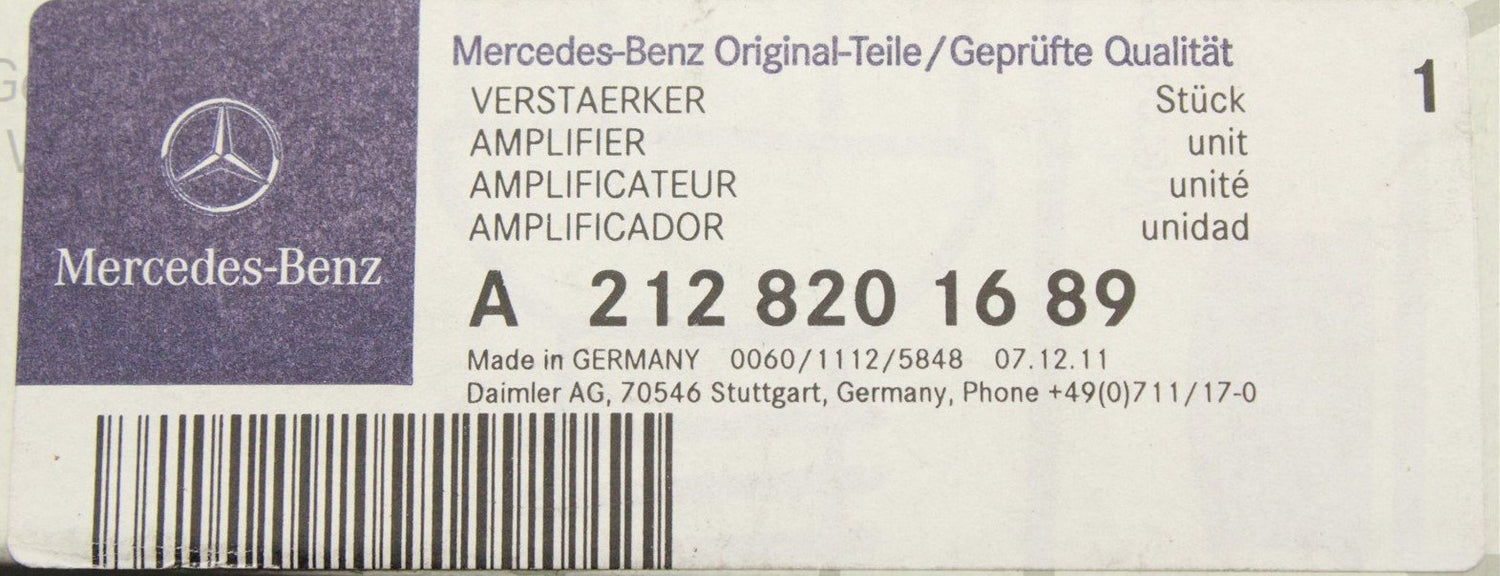 Mercedes-Benz
Mercedes-Benz Original-Teile/Geprüfte Qualität
VERSTAERKER Stück 1
AMPLIFIER unit
AMPLIFICATEUR unité
AMPLIFICADOR unidad
A 212 820 16 89
Made in GERMANY 0060/1112/5848 07.12.11
Daimler AG, 70546 Stuttgart, Germany, Phone +49(0)711/17-0